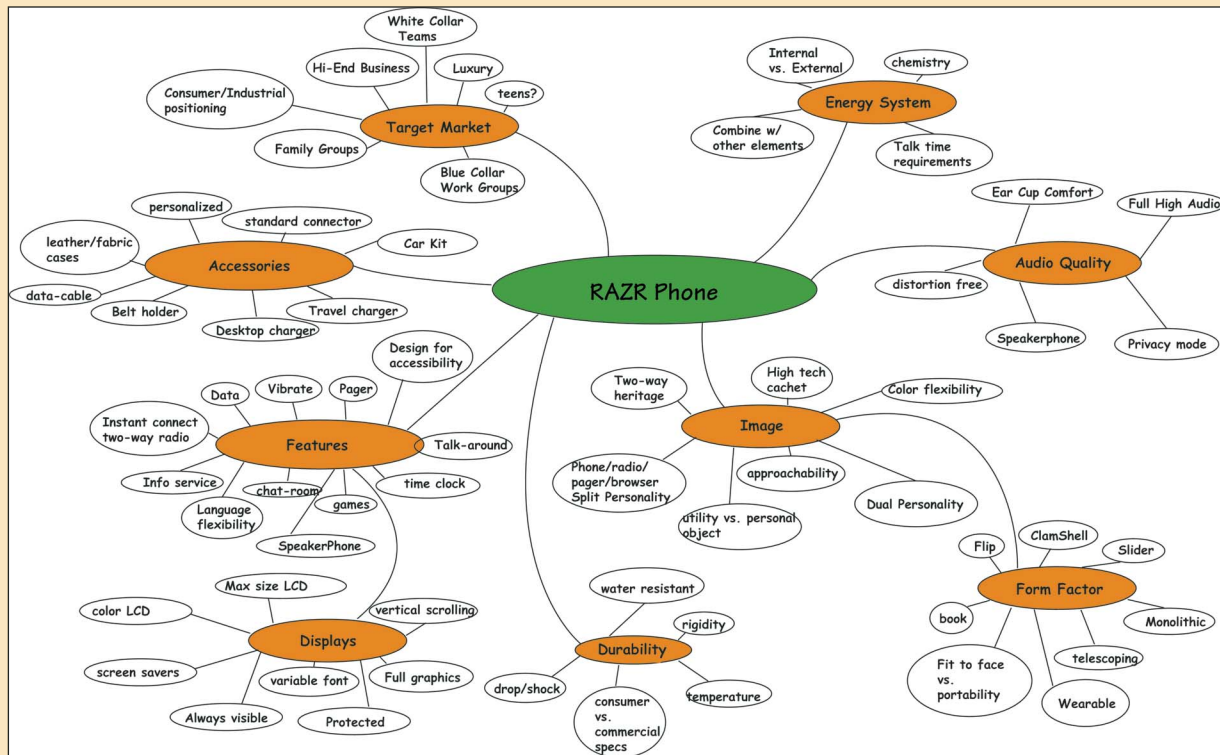 White Collar
Teams
Hi-End Business
Luxury
teens?
Consumer/Industrial
positioning
Target Market
Family Groups
Blue Collar
Work Groups
Internal
vs. External
chemistry
Energy System
Combine w/
other elements
Talk time
requirements
Ear Cup Comfort
Full High Audio
Audio Quality
distortion free
Speakerphone
Privacy mode
personalized
standard connector
leather/fabric
cases
Car Kit
Accessories
data-cable
Belt holder
Travel charger
Desktop charger
RAZR Phone
Design for
accessibility
Data
Vibrate
Pager
Instant connect
two-way radio
Features
Talk-around
Info service
chat-room
time clock
Language
flexibility
games
SpeakerPhone
Two-way
heritage
High tech
cachet
Color flexibility
Image
Phone/radio/
pager/browser
Split Personality
approachability
Dual Personality
utility vs. personal
object
Max size LCD
color LCD
vertical scrolling
Displays
screen savers
variable font
Full graphics
Always visible
Protected
water resistant
rigidity
Durability
drop/shock
consumer
vs.
commercial
specs
temperature
Flip
ClamShell
Slider
Form Factor
book
Monolithic
Fit to face
vs.
portability
telescoping
Wearable